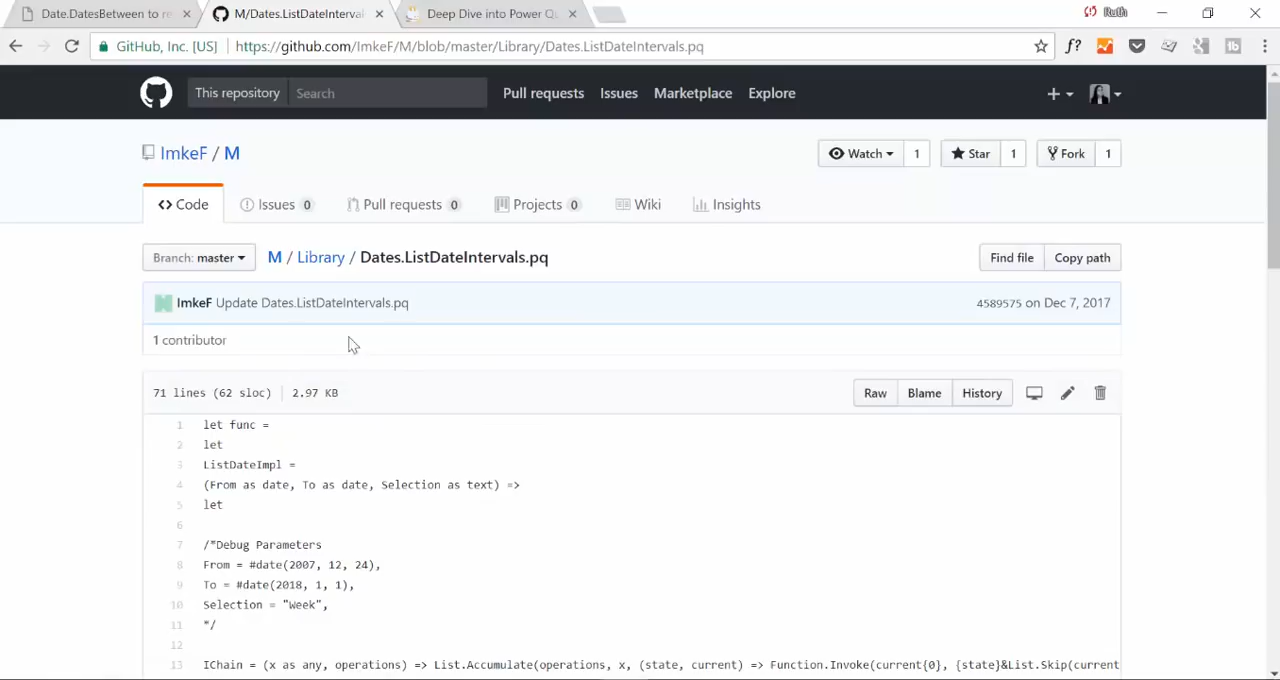 Date.DatesBetween to re
M/Dates.ListDateInterval
Deep Dive into Power Qu
Ruth
GitHub, Inc. [US] https://github.com/ImkeF/M/blob/master/Library/Dates.ListDateIntervals.pq
f?
This repository Search Pull requests Issues Marketplace Explore
ImkeF / M
Watch 1 Star 1 Fork 1
Code Issues 0 Pull requests 0 Projects 0 Wiki Insights
Branch: master M / Library / Dates.ListDateIntervals.pq Find file Copy path
ImkeF Update Dates.ListDateIntervals.pq 4589575 on Dec 7, 2017
1 contributor
71 lines (62 sloc) 2.97 KB Raw Blame History
1 let func =
2 let
3 ListDateImpl =
4 (From as date, To as date, Selection as text) =>
5 let
6
7 /*Debug Parameters
8 From = #date(2007, 12, 24),
9 To = #date(2018, 1, 1),
10 Selection = "Week",
11 */
12
13 IChain = (x as any, operations) => List.Accumulate(operations, x, (state, current) => Function.Invoke(current{0}, {state}&List.Skip(current